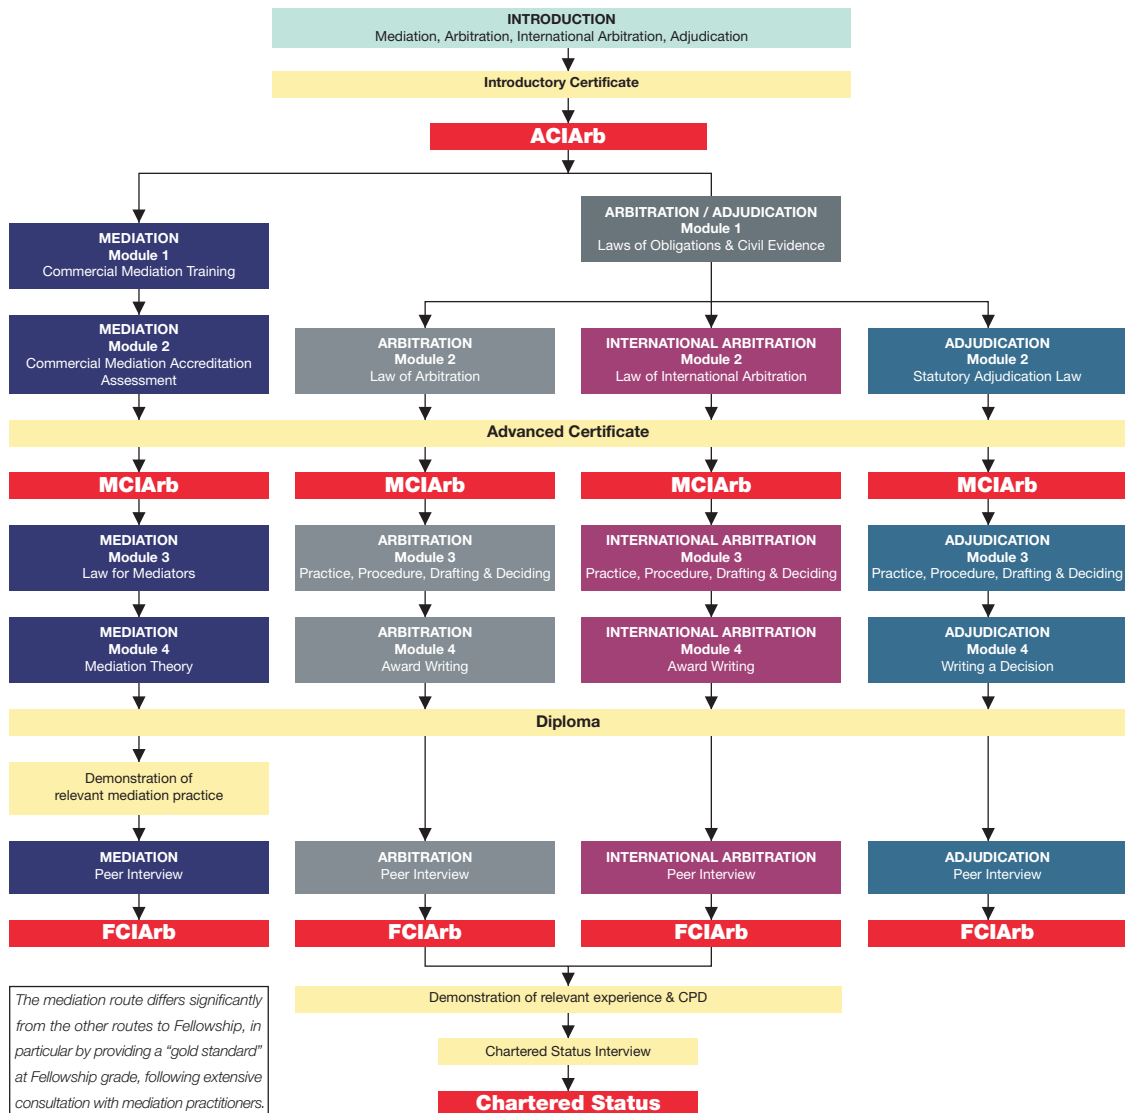 INTRODUCTION
Mediation, Arbitration, International Arbitration, Adjudication
Introductory Certificate
ACIArb
ARBITRATION / ADJUDICATION
Module 1
Laws of Obligations & Civil Evidence
MEDIATION
Module 1
Commercial Mediation Training
MEDIATION
Module 2
Commercial Mediation Accreditation
Assessment
ARBITRATION
Module 2
Law of Arbitration
INTERNATIONAL ARBITRATION
Module 2
Law of International Arbitration
ADJUDICATION
Module 2
Statutory Adjudication Law
Advanced Certificate
MCIArb
MCIArb
MCIArb
MCIArb
MEDIATION
Module 3
Law for Mediators
ARBITRATION
Module 3
Practice, Procedure, Drafting & Deciding
INTERNATIONAL ARBITRATION
Module 3
Practice, Procedure, Drafting & Deciding
ADJUDICATION
Module 3
Practice, Procedure, Drafting & Deciding
MEDIATION
Module 4
Mediation Theory
ARBITRATION
Module 4
Award Writing
INTERNATIONAL ARBITRATION
Module 4
Award Writing
ADJUDICATION
Module 4
Writing a Decision
Diploma
Demonstration of
relevant mediation practice
MEDIATION
Peer Interview
ARBITRATION
Peer Interview
INTERNATIONAL ARBITRATION
Peer Interview
ADJUDICATION
Peer Interview
FCIArb
FCIArb
FCIArb
FCIArb
The mediation route differs significantly
from the other routes to Fellowship, in
particular by providing a “gold standard”
at Fellowship grade, following extensive
consultation with mediation practitioners.
Demonstration of relevant experience & CPD
Chartered Status Interview
Chartered Status